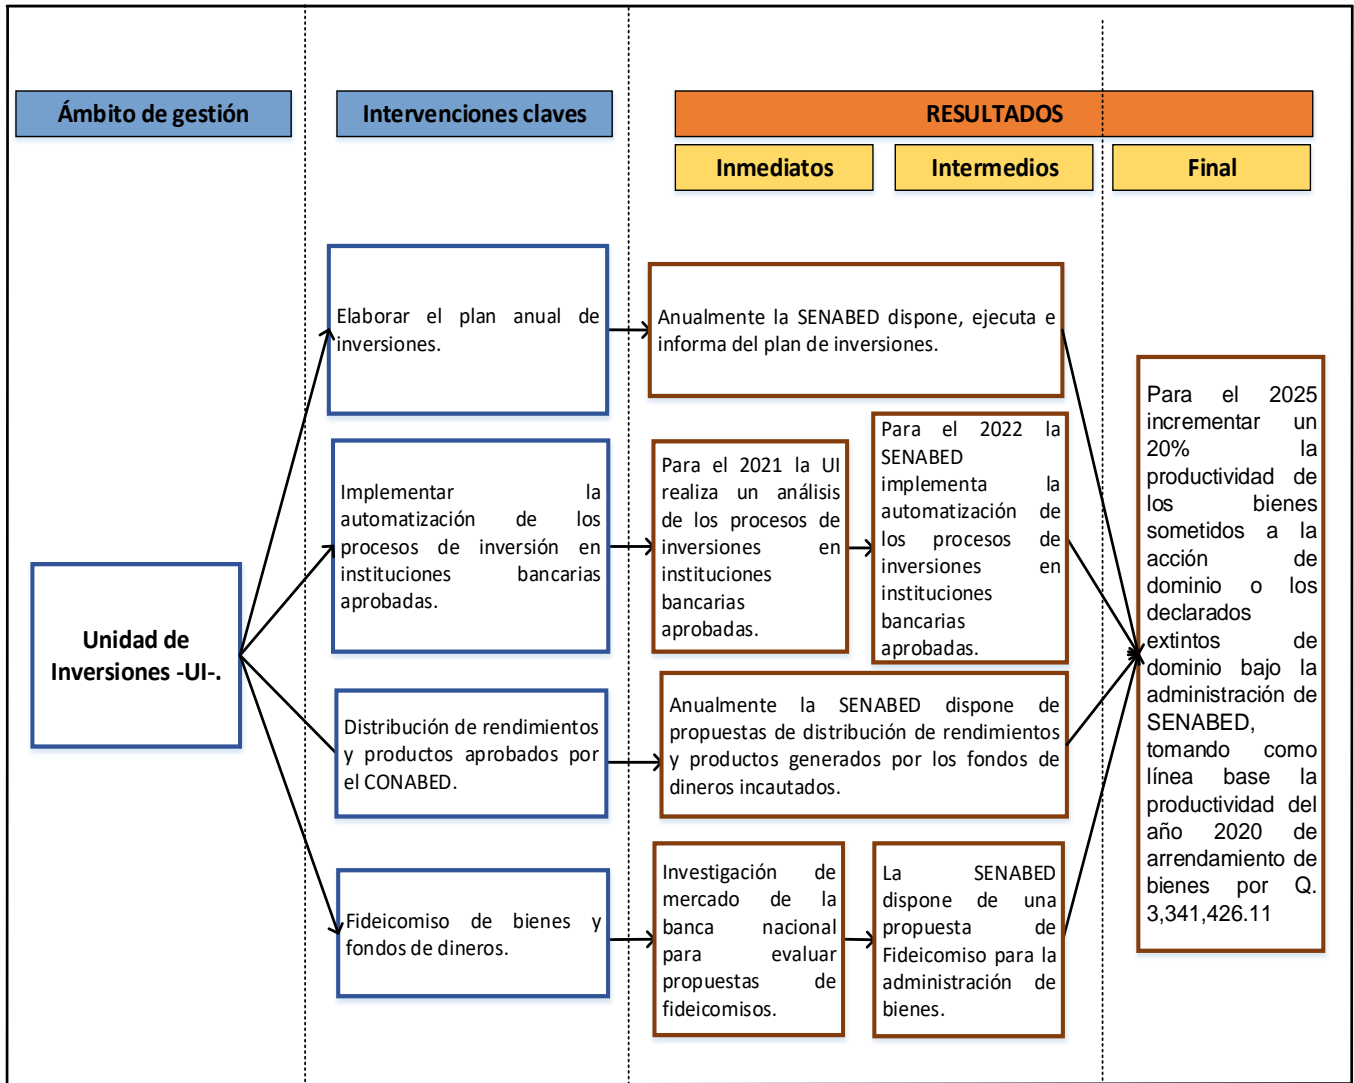 Ámbito de gestión
Intervenciones claves
RESULTADOS
Inmediatos
Intermedios
Final
Unidad de
Inversiones -UI-.
Elaborar el plan anual de
inversiones.
Anualmente la SENABED dispone, ejecuta e
informa del plan de inversiones.
Implementar la
automatización de los
procesos de inversión en
instituciones bancarias
aprobadas.
Para el 2021 la UI
realiza un análisis
de los procesos de
inversiones en
instituciones
bancarias
aprobadas.
Para el 2022 la
SENABED
implementa la
automatización de
los procesos de
inversiones en
instituciones
bancarias
aprobadas.
Distribución de rendimientos
y productos aprobados por
el CONABED.
Anualmente la SENABED dispone de
propuestas de distribución de rendimientos
y productos generados por los fondos de
dineros incautados.
Fideicomiso de bienes y
fondos de dineros.
Investigación de
mercado de la
banca nacional
para evaluar
propuestas de
fideicomisos.
La SENABED
dispone de una
propuesta de
Fideicomiso para la
administración de
bienes.
Para el 2025
incrementar un
20% la
productividad de
los bienes
sometidos a la
acción de
dominio o los
declarados
extintos de
dominio bajo la
administración de
SENABED,
tomando como
línea base la
productividad del
año 2020 de
arrendamiento de
bienes por Q.
3,341,426.11